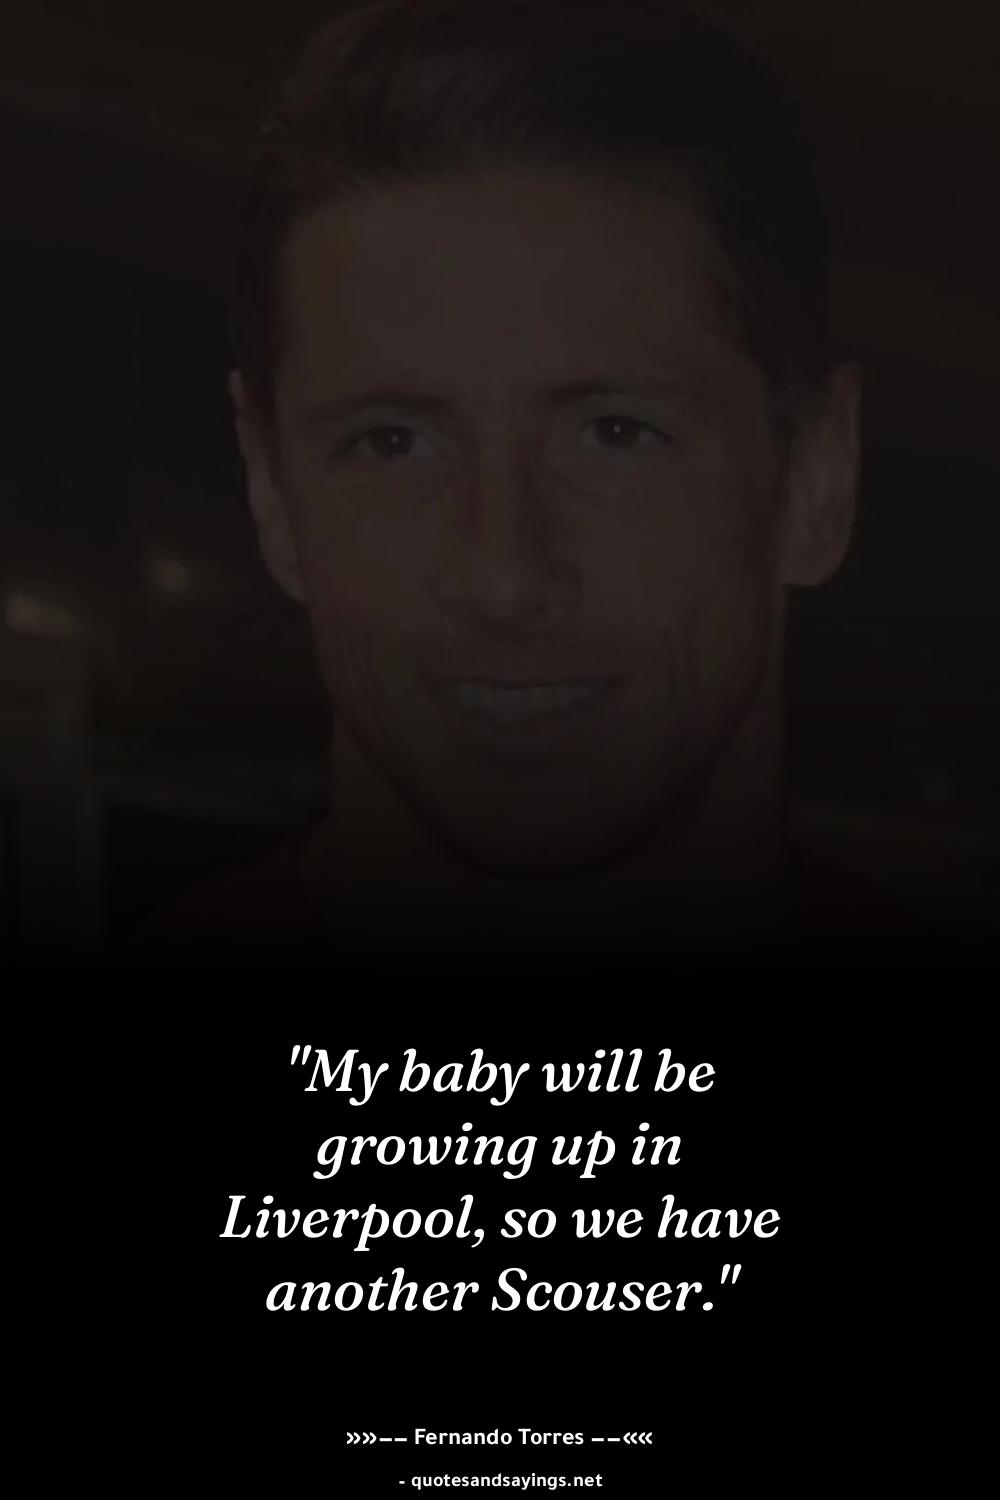 "My baby will be
growing up in
Liverpool, so we have
another Scouser."
»»–– Fernando Torres ––««
- quotesandsayings.net